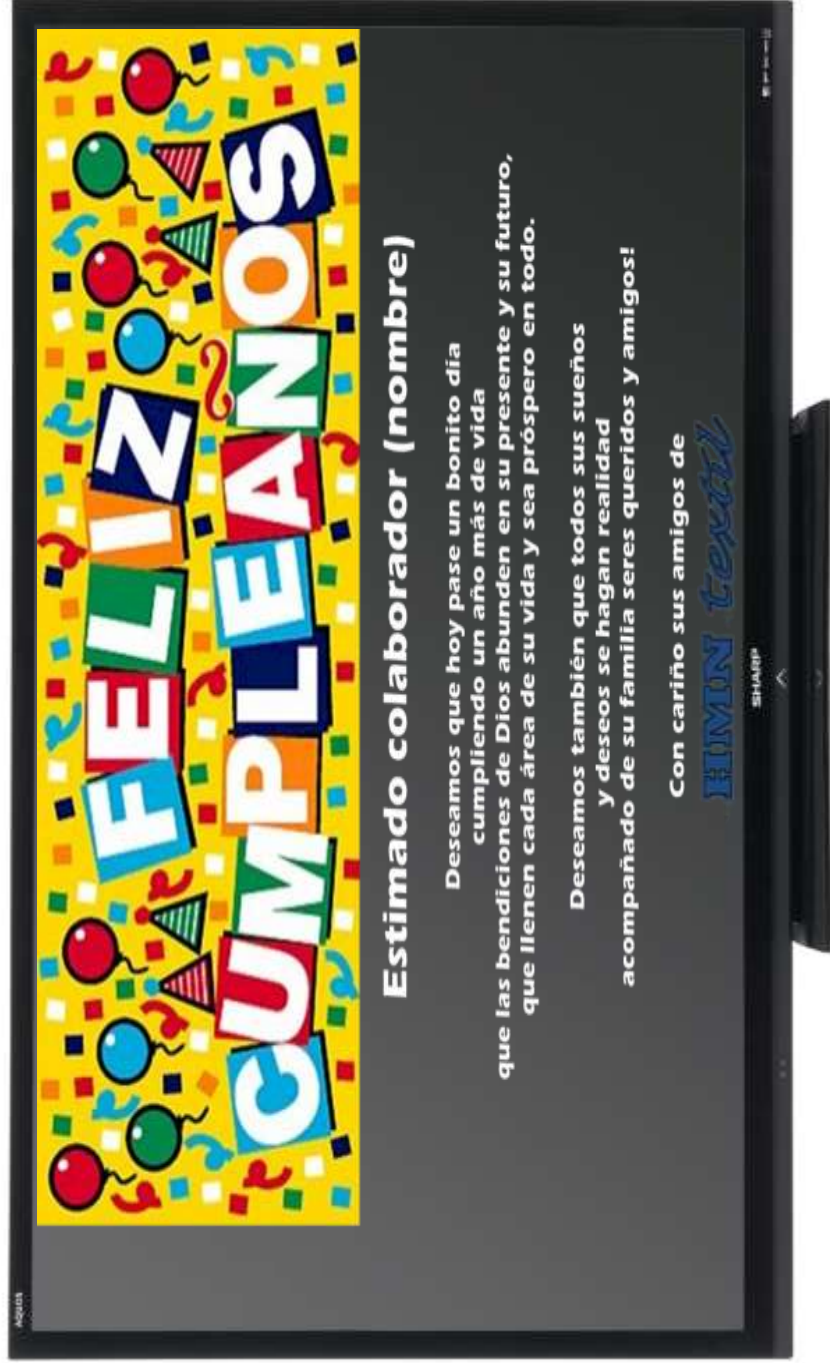 AQUOS
FELIZ
CUMPLEAÑOS
Estimado colaborador (nombre)
Deseamos que hoy pase un bonito día
cumpliendo un año más de vida
que las bendiciones de Dios abunden en su presente y su futuro,
que llenen cada área de su vida y sea próspero en todo.
Deseamos también que todos sus sueños
y deseos se hagan realidad
acompañado de su familia seres queridos y amigos!
Con cariño sus amigos de
HMN textil
SHARP